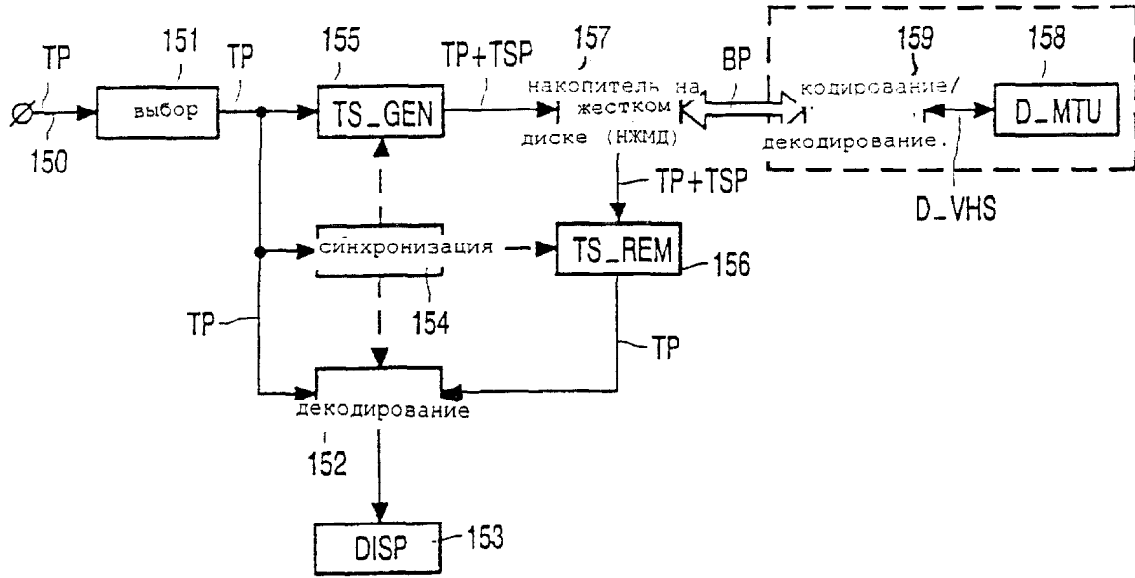 TP
150
151
выбор
TP
155
TS_GEN
TP+TSP
157
накопитель на
жестком
диске (НЖМД)
BP
159
кодирование/
декодирование.
158
D_MTU
D_VHS
TP+TSP
синхронизация
154
TS_REM
156
TP
TP
декодирование
152
DISP
153